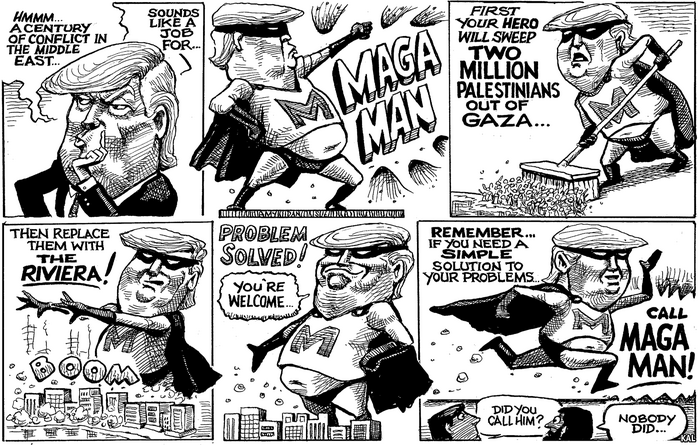 HMMM...
A CENTURY
OF CONFLICT IN
THE MIDDLE
EAST...
SOUNDS
LIKE A
JOB
FOR...
MAGA
MAN
M
FIRST
YOUR HERO
WILL SWEEP
TWO
MILLION
PALESTINIANS
OUT OF
GAZA...
M
THEN REPLACE
THEM WITH
THE
RIVIERA!
M
BOOM
PROBLEM
SOLVED!
YOU'RE
WELCOME...
M
REMEMBER...
IF YOU NEED A
SIMPLE
SOLUTION TO
YOUR PROBLEMS...
M
CALL
MAGA
MAN!
DID YOU
CALL HIM?
NOBODY
DID...